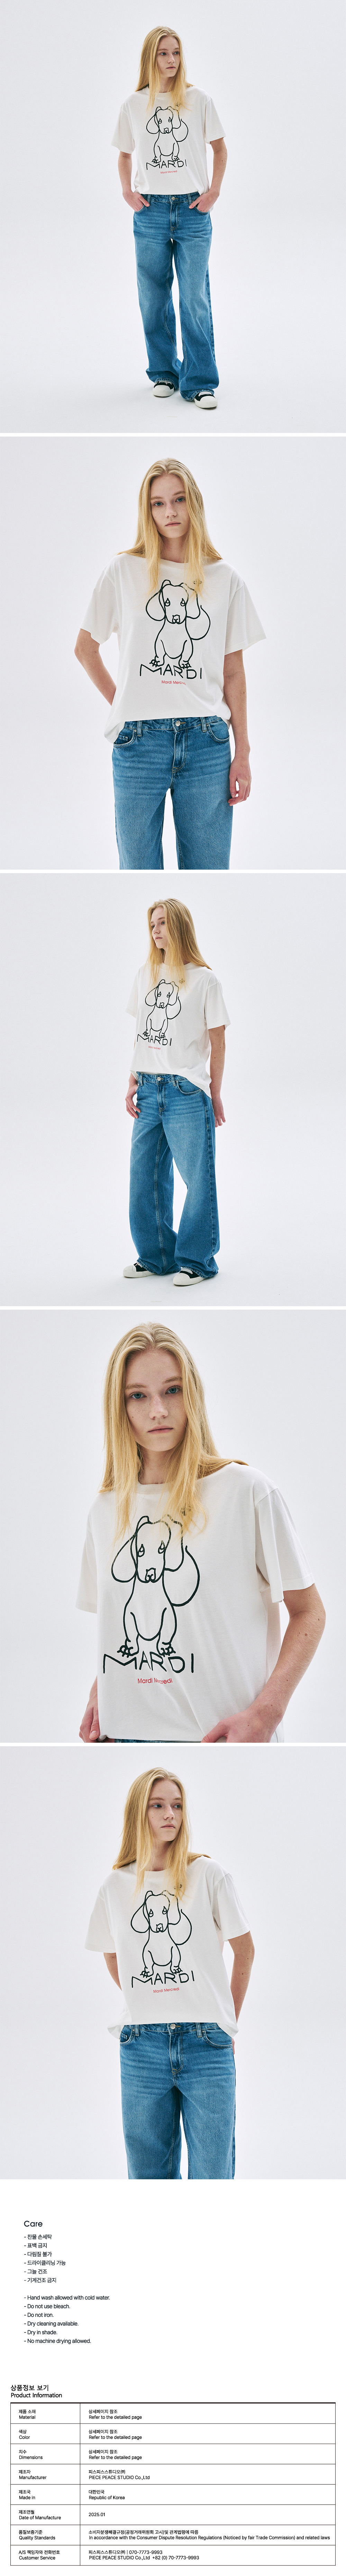 MARDI
Mardi Mercredi
MARDI
Mardi
MARDI
MARDI
Mardi Mercredi
MARDI
Mardi Mercredi
Care
- 찬물 손세탁
- 표백 금지
- 다림질 불가
- 드라이클리닝 가능
- 그늘 건조
- 기계건조 금지
- Hand wash allowed with cold water.
- Do not use bleach.
- Do not iron.
- Dry cleaning available.
- Dry in shade.
- No machine drying allowed.
상품정보 보기
Product Information
제품 소재
Material
상세페이지 참조
Refer to the detailed page
색상
Color
상세페이지 참조
Refer to the detailed page
치수
Dimensions
상세페이지 참조
Refer to the detailed page
제조자
Manufacturer
피스피스스튜디오㈜
PIECE PEACE STUDIO Co.,Ltd
제조국
Made in
대한민국
Republic of Korea
제조연월
Date of Manufacture
2025-01
품질보증기준
Quality Standards
소비자분쟁해결규정(공정거래위원회 고시)및 관계법령에 따름
In accordance with the Consumer Dispute Resolution Regulations (Noticed by fair Trade Commission) and related laws
A/S 책임자와 전화번호
Customer Service
피스피스스튜디오㈜ | 070-7773-9993
PIECE PEACE STUDIO Co.,Ltd +82 (0) 70-7773-9993